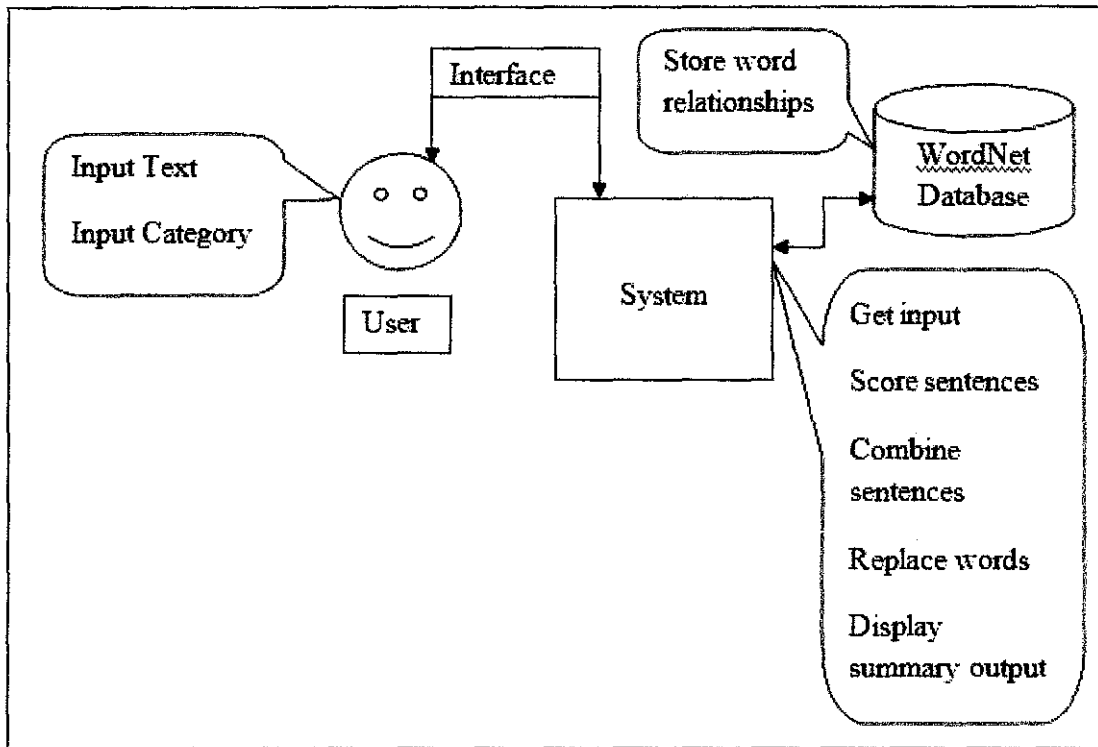 Interface
Store word
relationships
WordNet
Database
Input Text
Input Category
User
System
Get input
Score sentences
Combine
sentences
Replace words
Display
summary output